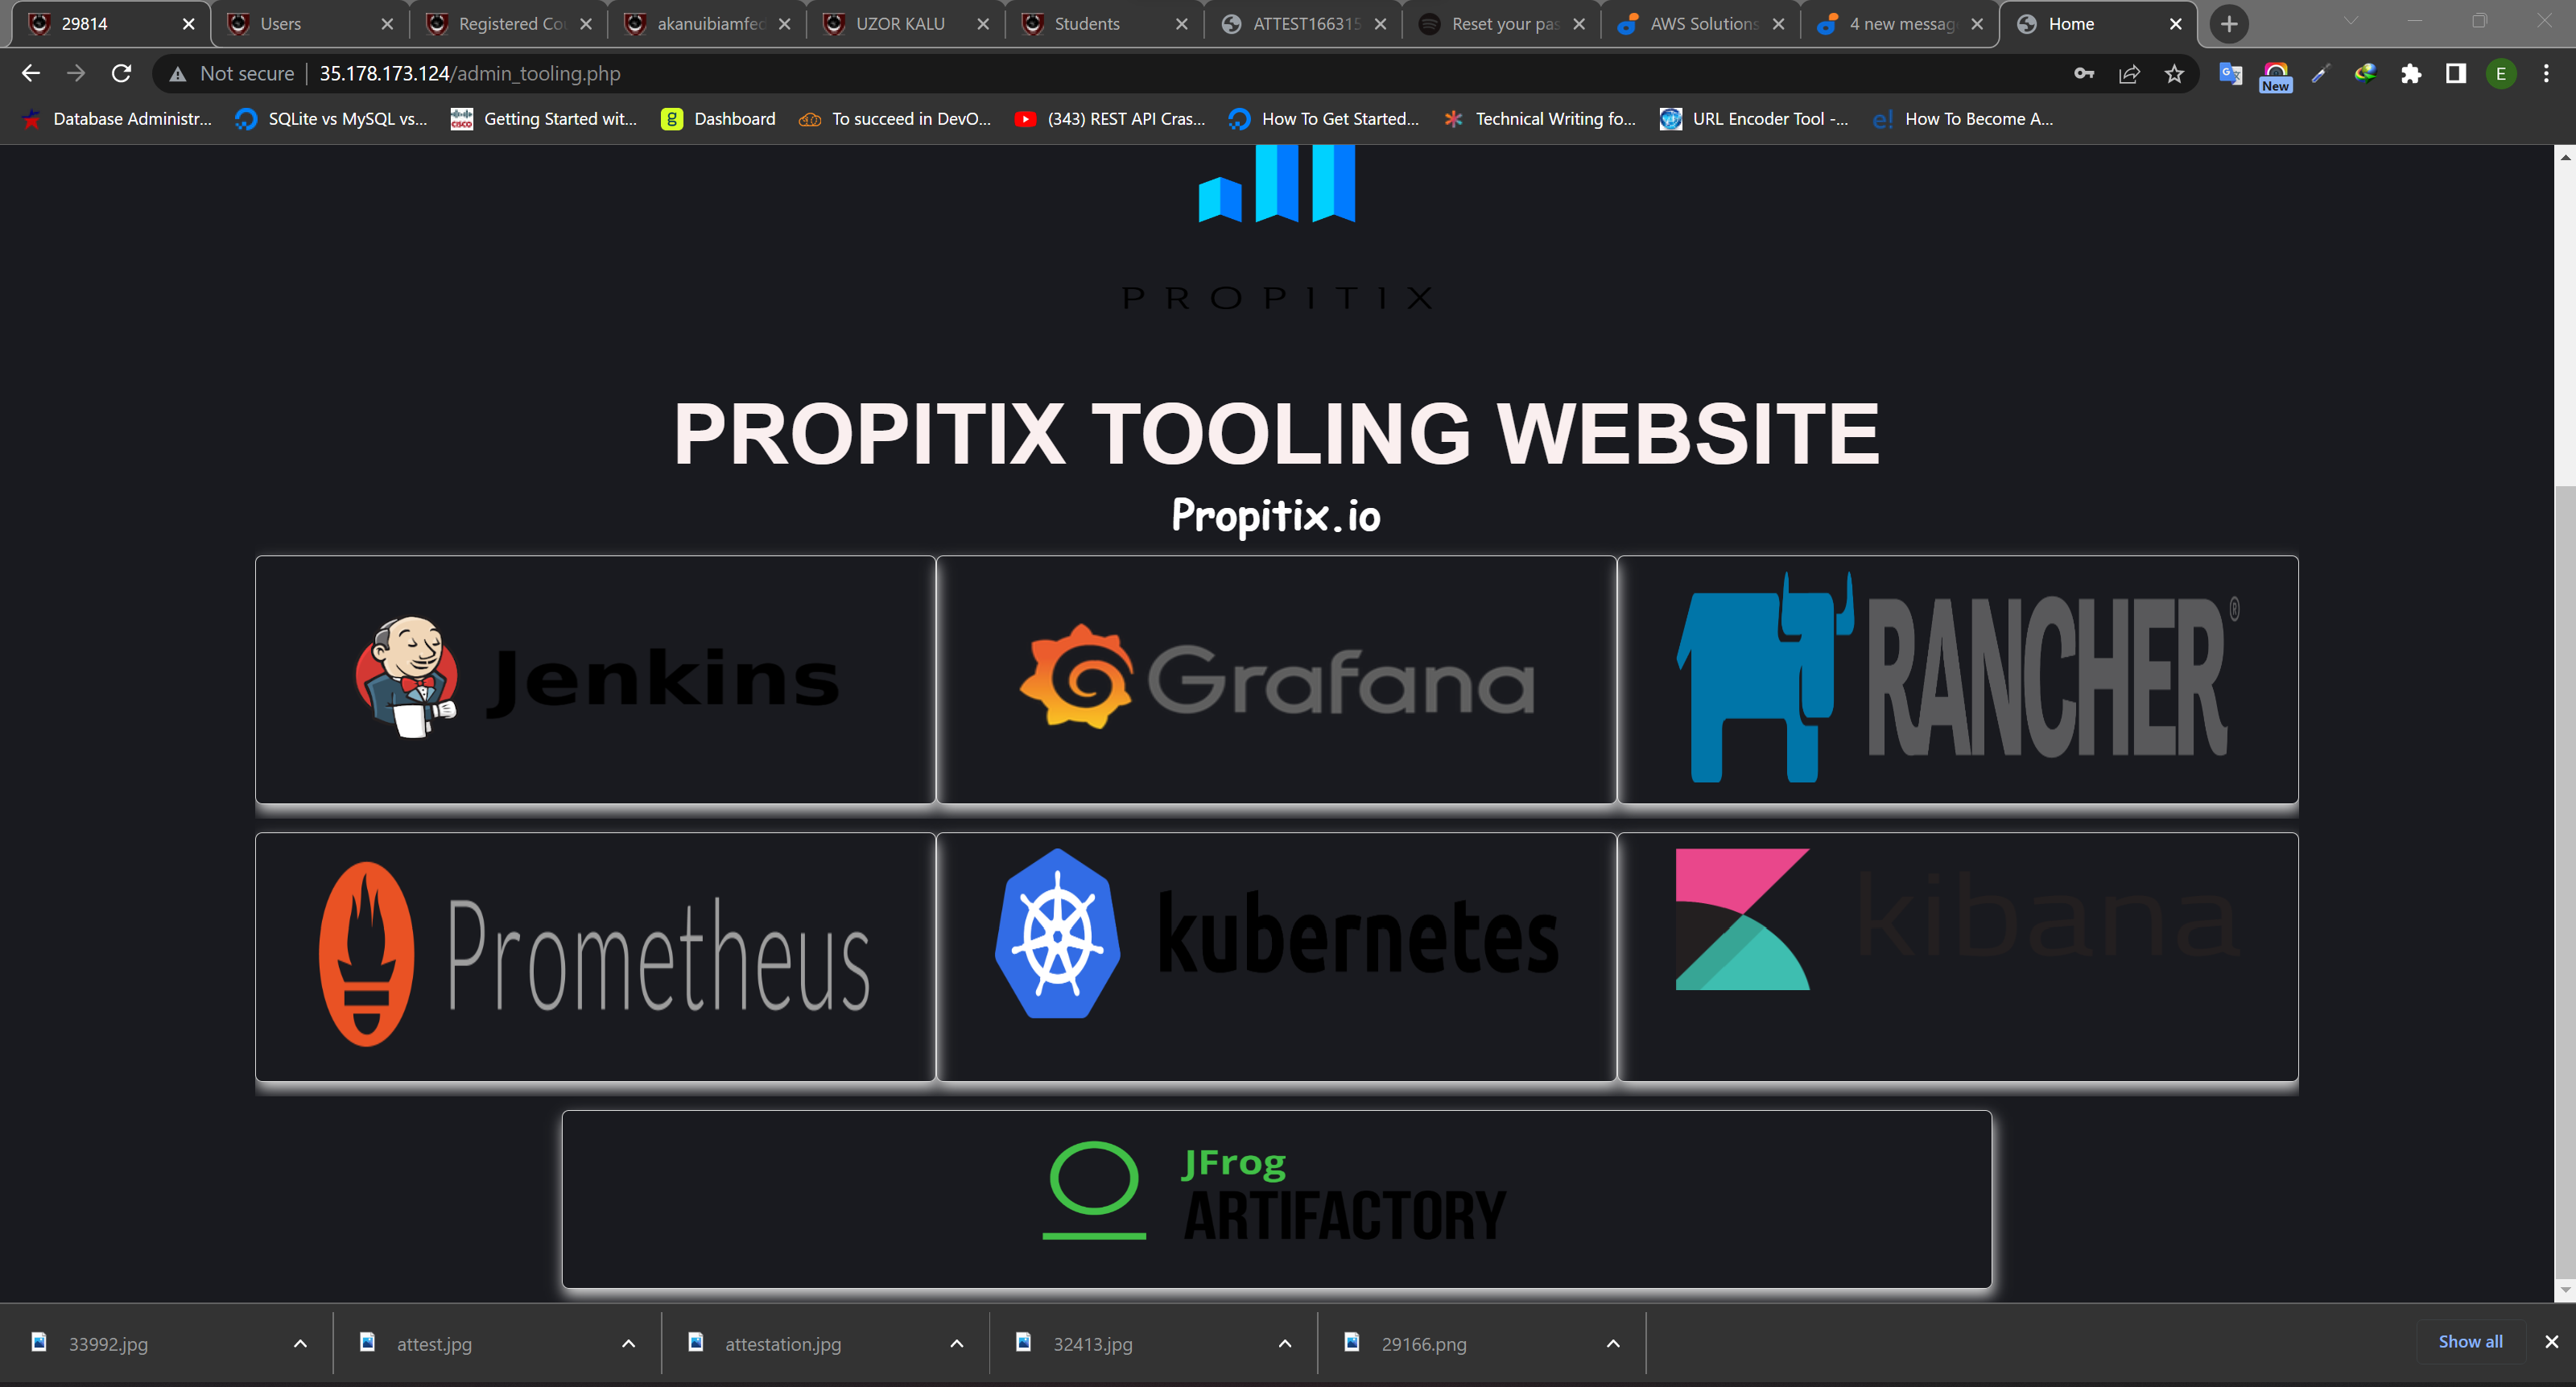 29814
Users
Registered Cou
akanuibiamfed
UZOR KALU
Students
ATTEST166315
Reset your pas
AWS Solutions
4 new messag
Home
Not secure
35.178.173.124/admin_tooling.php
New
E
Database Administr...
SQLite vs MySQL vs...
Getting Started wit...
Dashboard
To succeed in DevO...
(343) REST API Cras...
How To Get Started...
Technical Writing fo...
URL Encoder Tool -...
How To Become A...
PROPITIX
PROPITIX TOOLING WEBSITE
Propitix.io
Jenkins
Grafana
RANCHER®
Prometheus
kubernetes
kibana
JFrog
ARTIFACTORY
33992.jpg
attest.jpg
attestation.jpg
32413.jpg
29166.png
Show all